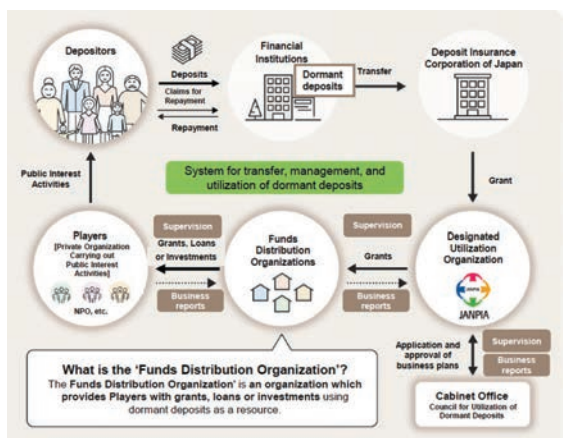 Depositors
Deposits
Claims for
Repayment
Repayment
Financial
Institutions
Dormant
deposits
Transfer
Deposit Insurance
Corporation of Japan
Public Interest
Activities
System for transfer, management, and
utilization of dormant deposits
Grant
Players
[Private Organization
Carrying out
Public Interest
Activities]
NPO, etc.
Supervision
Grants, Loans
or Investments
Business
reports
Funds
Distribution
Organizations
Supervision
Grants
Business
reports
Designated
Utilization
Organization
JANPIA
JANPIA
What is the 'Funds Distribution Organization'?
The Funds Distribution Organization' is an organization which
provides Players with grants, loans or investments using
dormant deposits as a resource.
Application and
approval of
business plans
Supervision
Business
reports
Cabinet Office
Council for Utilization of
Dormant Deposits